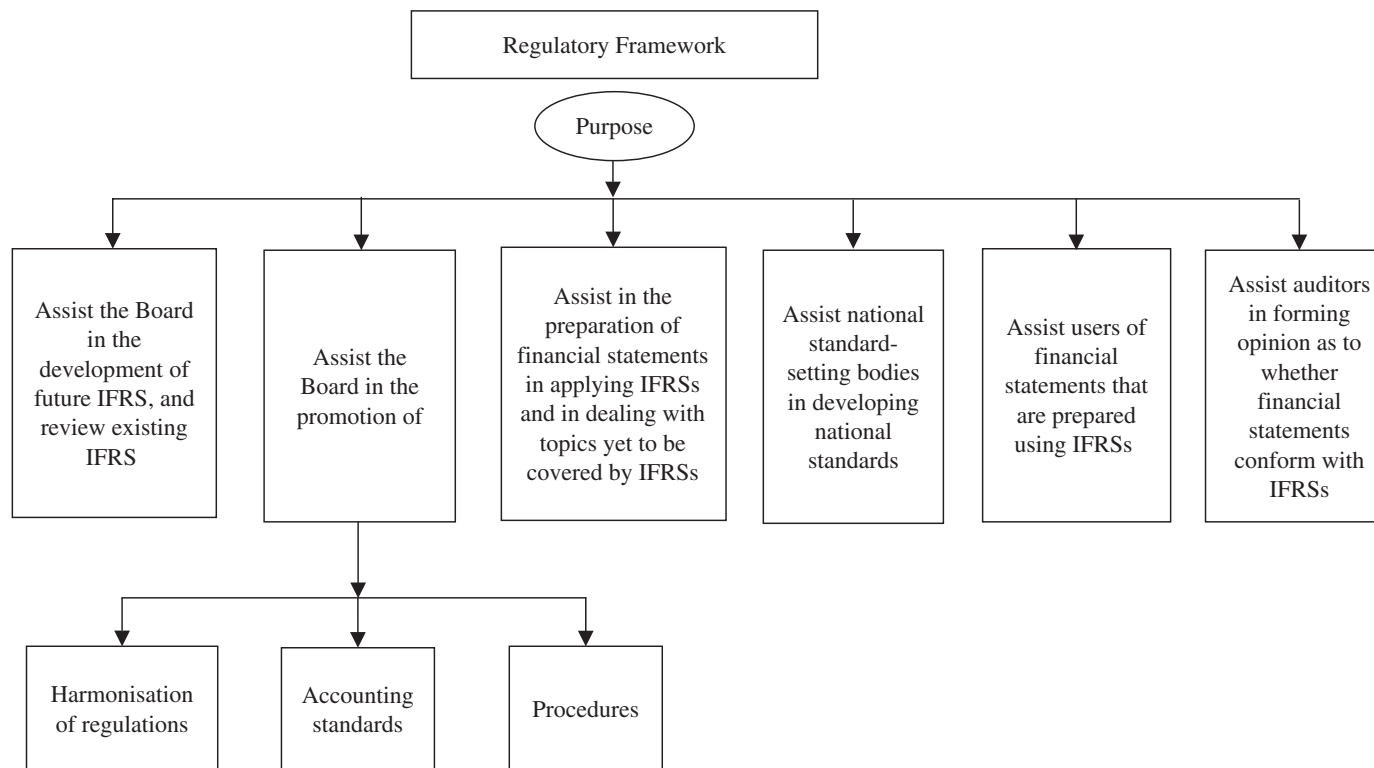 Regulatory Framework
Purpose
Assist the Board
in the
development of
future IFRS, and
review existing
IFRS
Assist the
Board in the
promotion of
Assist in the
preparation of
financial statements
in applying IFRSs
and in dealing with
topics yet to be
covered by IFRSs
Assist national
standard-
setting bodies
in developing
national
standards
Assist users of
financial
statements that
are prepared
using IFRSs
Assist auditors
in forming
opinion as to
whether
financial
statements
conform with
IFRSs
Harmonisation
of regulations
Accounting
standards
Procedures